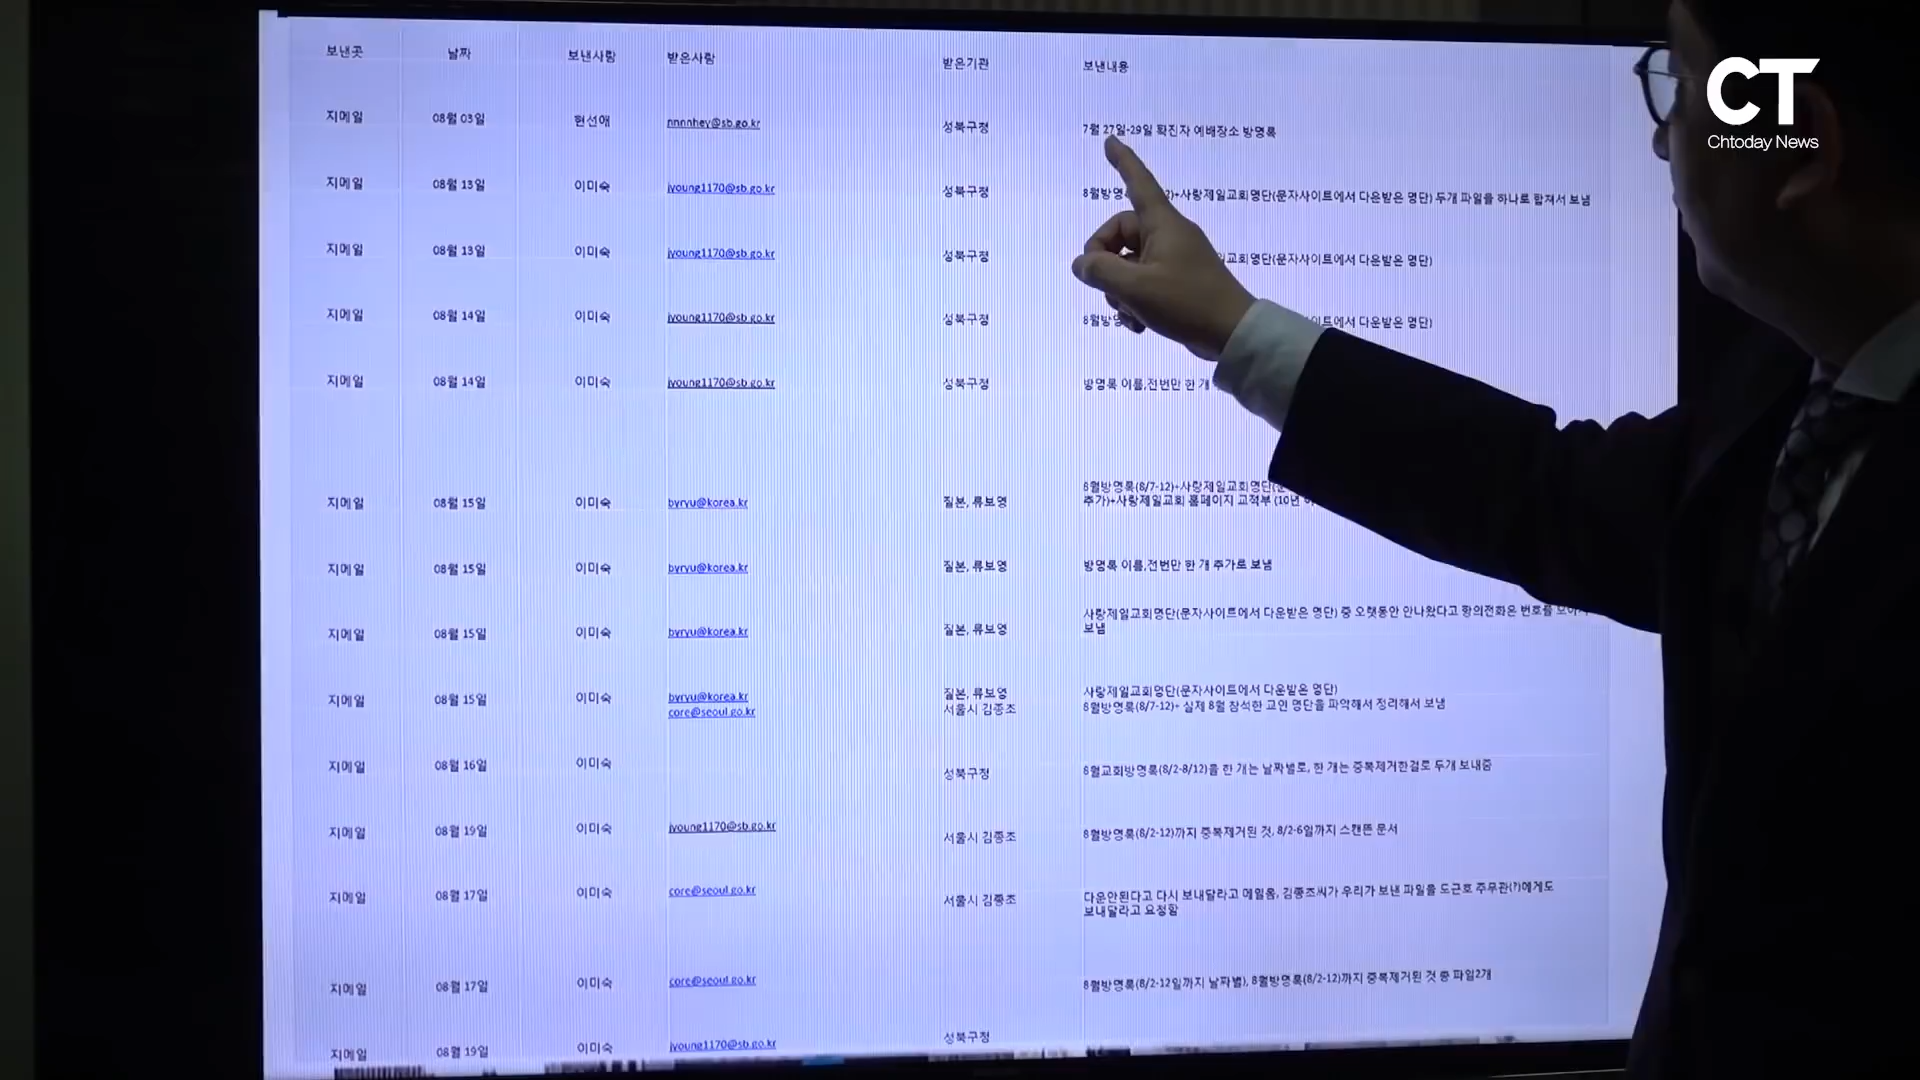 CT
Chtoday News
보낸곳 날짜 보낸사람 받은사람 받은기관 보낸내용
지메일 08월 03일 현선애 nnnnhey@sb.go.kr 성북구청 7월 27일-29일 확진자 예배장소 방명록
지메일 08월 13일 이미숙 jyoung1170@sb.go.kr 성북구청 8월방명록 +사랑제일교회명단(문자사이트에서 다운받은 명단) 두개 파일을 하나로 합쳐서 보냄
지메일 08월 13일 이미숙 jyoung1170@sb.go.kr 성북구청 일교회명단(문자사이트에서 다운받은 명단)
지메일 08월 14일 이미숙 jyoung1170@sb.go.kr 성북구청 8월방명 이트에서 다운받은 명단)
지메일 08월 14일 이미숙 jyoung1170@sb.go.kr 성북구청 방명록 이름,전번만 한 개
지메일 08월 15일 이미숙 byryu@korea.kr 질본, 류보영 8월방명록(8/7-12)+사랑제일교회명단(
추가)+사랑제일교회 홈페이지 교적부 (10년
지메일 08월 15일 이미숙 byryu@korea.kr 질본, 류보영 방명록 이름,전번만 한 개 추가로 보냄
지메일 08월 15일 이미숙 byryu@korea.kr 질본, 류보영 사랑제일교회명단(문자사이트에서 다운받은 명단) 중 오랫동안 안나왔다고 항의전화온 번호를
보냄
지메일 08월 15일 이미숙 byryu@korea.kr 질본, 류보영 사랑제일교회명단(문자사이트에서 다운받은 명단)
core@seoul.go.kr 서울시 김종조 8월방명록(8/7-12)+ 실제 8월 참석한 교인 명단을 파악해서 정리해서 보냄
지메일 08월 16일 이미숙 성북구청 8월교회방명록(8/2-8/12)을 한 개는 날짜별로, 한 개는 중복제거한걸로 두개 보내줌
지메일 08월 19일 이미숙 jyoung1170@sb.go.kr 서울시 김종조 8월방명록(8/2-12)까지 중복제거된 것, 8/2-6일까지 스캔뜬 문서
지메일 08월 17일 이미숙 core@seoul.go.kr 서울시 김종조 다운안된다고 다시 보내달라고 메일옴, 김종조씨가 우리가 보낸 파일을 도근호 주무관(?)에게도
보내달라고 요청함
지메일 08월 17일 이미숙 core@seoul.go.kr 8월방명록(8/2-12일까지 날짜별), 8월방명록(8/2-12)까지 중복제거된 것 총 파일2개
지메일 08월 19일 이미숙 jyoung1170@sb.go.kr 성북구청